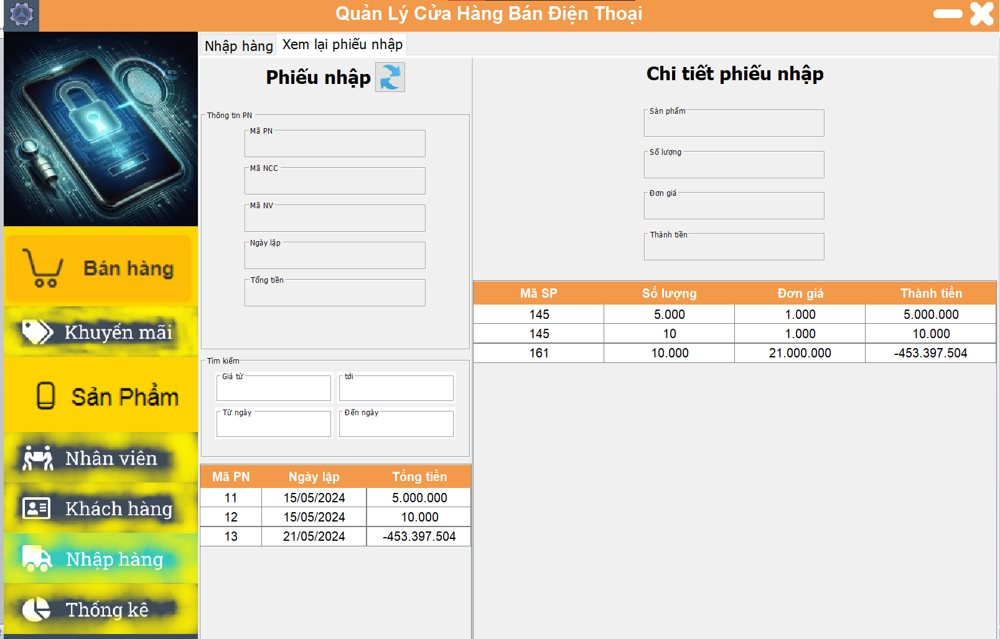 Quản Lý Cửa Hàng Bán Điện Thoại
Bán hàng
Khuyến mãi
Sản Phẩm
Nhân viên
Khách hàng
Nhập hàng
Thống kê
Nhập hàng
Xem lại phiếu nhập
Phiếu nhập
Thông tin PN
Mã PN
Mã NCC
Mã NV
Ngày lập
Tổng tiền
Tìm kiếm
Giá từ
tới
Từ ngày
Đến ngày
Mã PN Ngày lập Tổng tiền
11 15/05/2024 5.000.000
12 15/05/2024 10.000
13 21/05/2024 -453.397.504
Chi tiết phiếu nhập
Sản phẩm
Số lượng
Đơn giá
Thành tiền
Mã SP Số lượng Đơn giá Thành tiền
145 5.000 1.000 5.000.000
145 10 1.000 10.000
161 10.000 21.000.000 -453.397.504